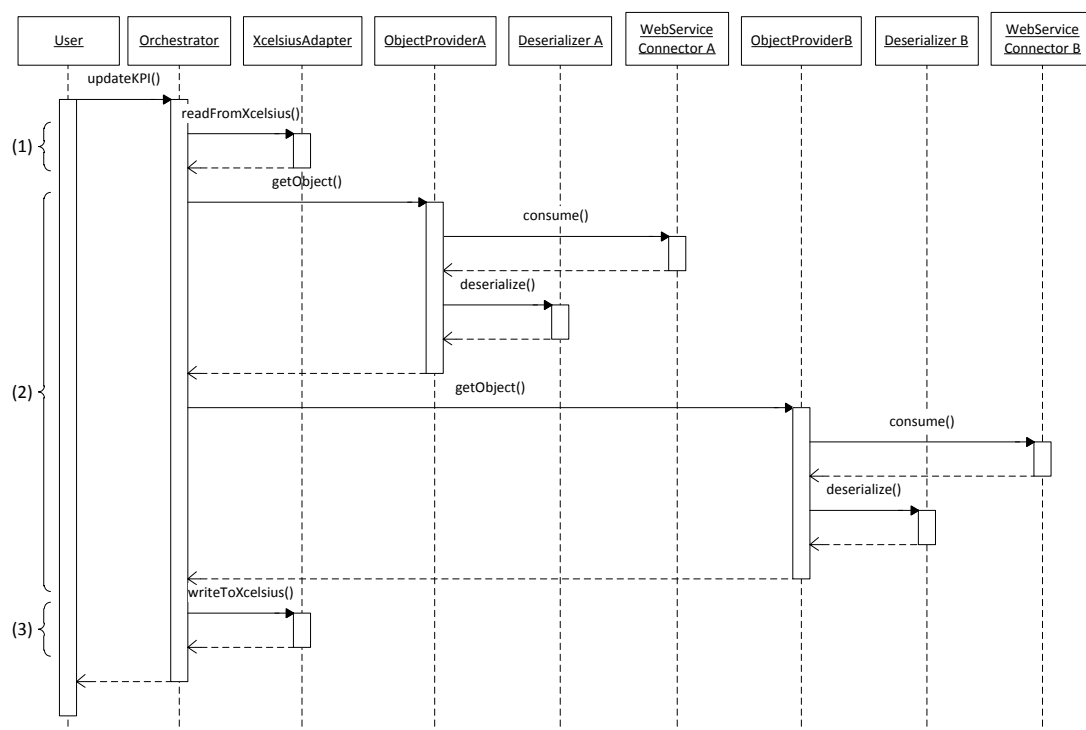 User
Orchestrator
XcelsiusAdapter
ObjectProviderA
Deserializer A
WebService
Connector A
ObjectProviderB
Deserializer B
WebService
Connector B
updateKPI()
readFromXcelsius()
(1)
getObject()
consume()
deserialize()
(2)
getObject()
consume()
deserialize()
writeToXcelsius()
(3)